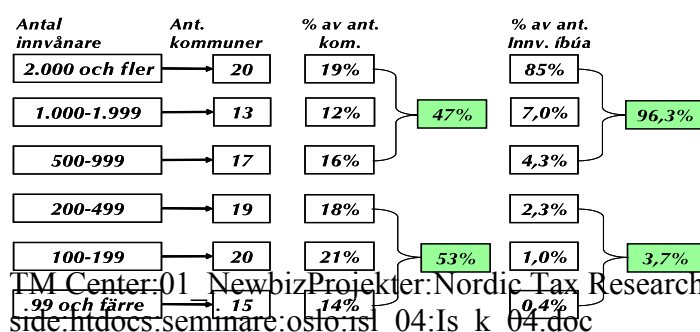 Antal Ant. % av ant. % av ant.
innvånare kommuner kom. Innv. íbúa
2.000 och fler 20 19% 85%
1.000-1.999 13 12% 47% 7,0% 96,3%
500-999 17 16% 4,3%
200-499 19 18% 2,3%
100-199 20 21% 53% 1,0% 3,7%
TM Center:01_NewbizProjekter:Nordic Tax Research
99 och färre 15 14% 0,4%
side:htdocs:seminare:oslo:isl_04:Is_k_04.doc